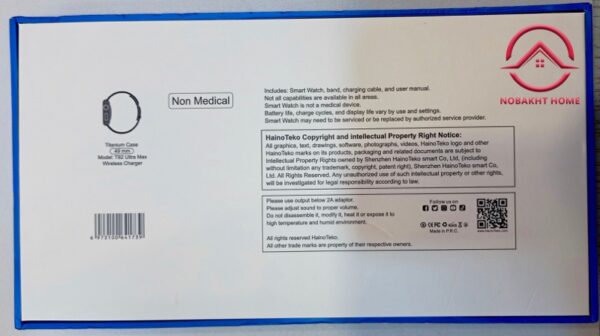 NOBAKHT HOME
Non Medical
Titanium Case
49 mm
Model: T92 Ultra Max
Wireless Charger
6973100641739
Includes: Smart Watch, band, charging cable, and user manual.
Not all capabilities are available in all areas.
Smart Watch is not a medical device.
Battery life, charge cycles, end display life vary by use and settings.
Smart Watch may need to be serviced or be replaced by authorized service provider.
HainoTeko Copyright and intellectual Property Right Notice:
All graphics, text, drawings, software, photographs, videos, HainoTeko logo and other
HainoTeko marks on its products, packaging and related documents are subject to
Intellectual Property Rights owned by Shenzhen HainoTeko smart Co, Ltd, (including
without limitation any trademark, copyright, patent right), Shenzhen HainoTeko smart Co,
Ltd, All Rights Reserved. Any unauthorized use of such intellectual property or other rights,
will be investigated for legal responsibility according to law.
Please use output below 2A adaptor.
Please adjust sound to proper volume.
Do not disassemble it, modify it, heat it or expose it to
high temperature and humid environment.
All rights reserved HainoTeko.
All other trade marks are property of their respective owners.
Follow us on
Made in P.R.C.